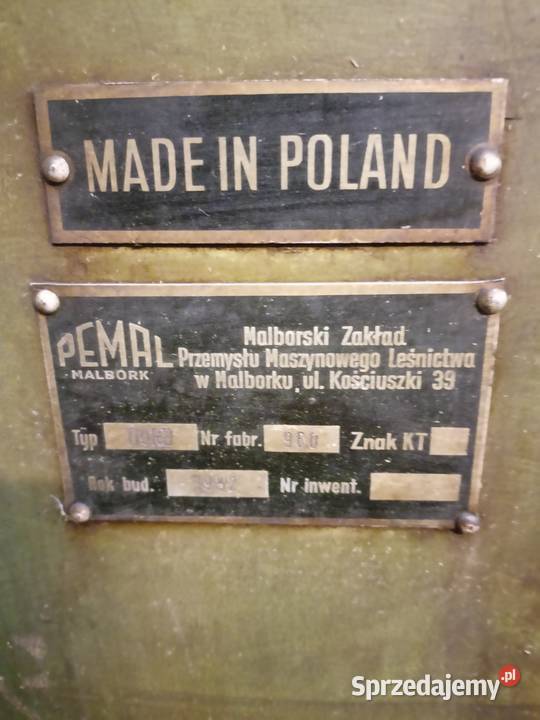 MADE IN POLAND
PEMAL
MALBORK
Malborski Zakład
Przemysłu Maszynowego Leśnictwa
w Malborku, ul. Kościuszki 39
Typ Nr fabr. Znak KT
Rok bud. Nr inwent.
Sprzedajemy.pl